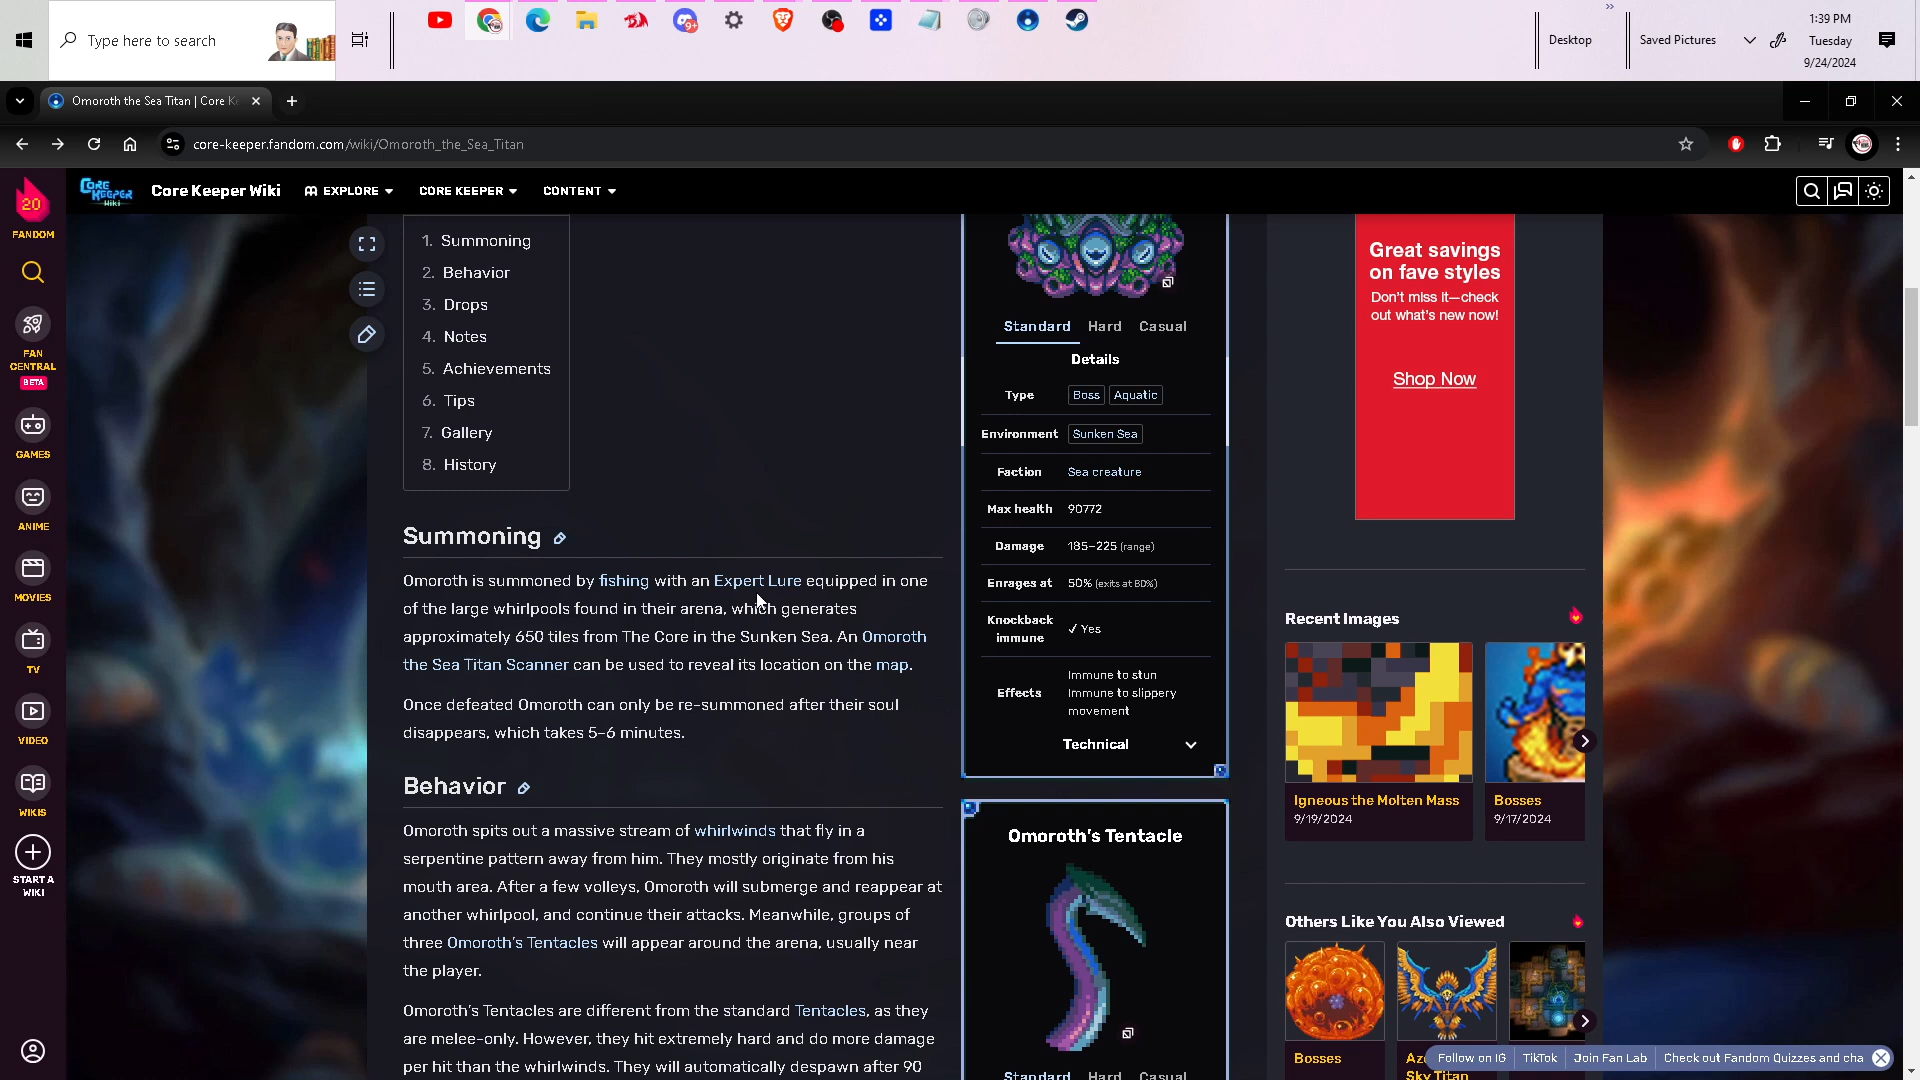 Type here to search
Desktop
Saved Pictures
1:39 PM
Tuesday
9/24/2024
Omoroth the Sea Titan | Core Ke
core-keeper.fandom.com/wiki/Omoroth_the_Sea_Titan
20
FANDOM
FAN CENTRAL
BETA
GAMES
ANIME
MOVIES
TV
VIDEO
WIKIS
START A WIKI
CORE KEEPER Wiki
Core Keeper Wiki
EXPLORE
CORE KEEPER
CONTENT
1. Summoning
2. Behavior
3. Drops
4. Notes
5. Achievements
6. Tips
7. Gallery
8. History
Summoning
Omoroth is summoned by fishing with an Expert Lure equipped in one
of the large whirlpools found in their arena, which generates
approximately 650 tiles from The Core in the Sunken Sea. An Omoroth
the Sea Titan Scanner can be used to reveal its location on the map.
Once defeated Omoroth can only be re-summoned after their soul
disappears, which takes 5–6 minutes.
Behavior
Omoroth spits out a massive stream of whirlwinds that fly in a
serpentine pattern away from him. They mostly originate from his
mouth area. After a few volleys, Omoroth will submerge and reappear at
another whirlpool, and continue their attacks. Meanwhile, groups of
three Omoroth's Tentacles will appear around the arena, usually near
the player.
Omoroth's Tentacles are different from the standard Tentacles, as they
are melee-only. However, they hit extremely hard and do more damage
per hit than the whirlwinds. They will automatically despawn after 90
Standard Hard Casual
Details
Type Boss Aquatic
Environment Sunken Sea
Faction Sea creature
Max health 90772
Damage 185–225 (range)
Enrages at 50% (exits at 80%)
Knockback immune ✓ Yes
Effects Immune to stun
Immune to slippery
movement
Technical
Omoroth's Tentacle
Standard Hard Casual
Great savings
on fave styles
Don't miss it—check
out what's new now!
Shop Now
Recent Images
Igneous the Molten Mass
9/19/2024
Bosses
9/17/2024
Others Like You Also Viewed
Bosses
Sky Titan
Follow on IG
TikTok
Join Fan Lab
Check out Fandom Quizzes and cha